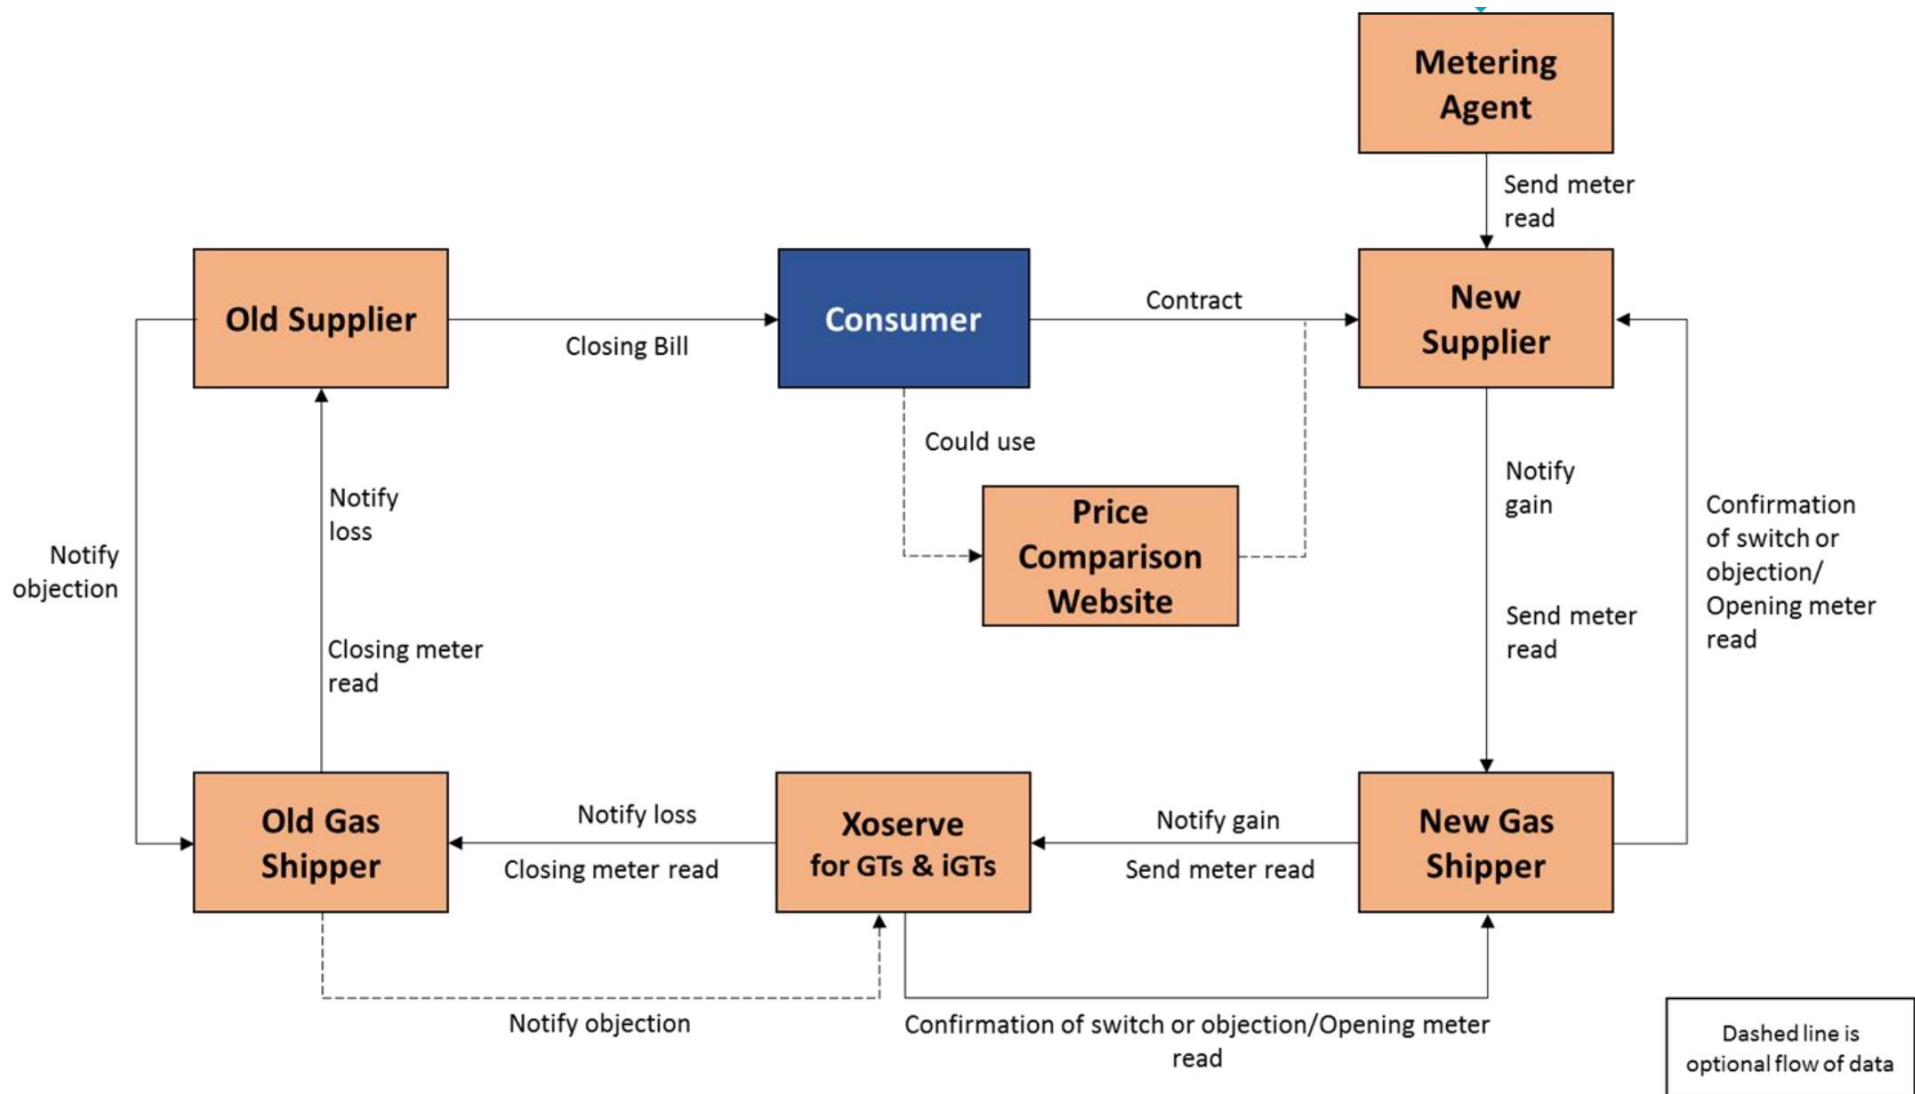 Metering
Agent
Send meter
read
Old Supplier
Closing Bill
Consumer
Contract
New
Supplier
Could use
Price
Comparison
Website
Notify
loss
Closing meter
read
Notify
objection
Notify
gain
Send meter
read
Confirmation
of switch or
objection/
Opening meter
read
Old Gas
Shipper
Notify loss
Closing meter read
Xoserve
for GTs & iGTs
Notify gain
Send meter read
New Gas
Shipper
Notify objection
Confirmation of switch or objection/Opening meter
read
Dashed line is
optional flow of data